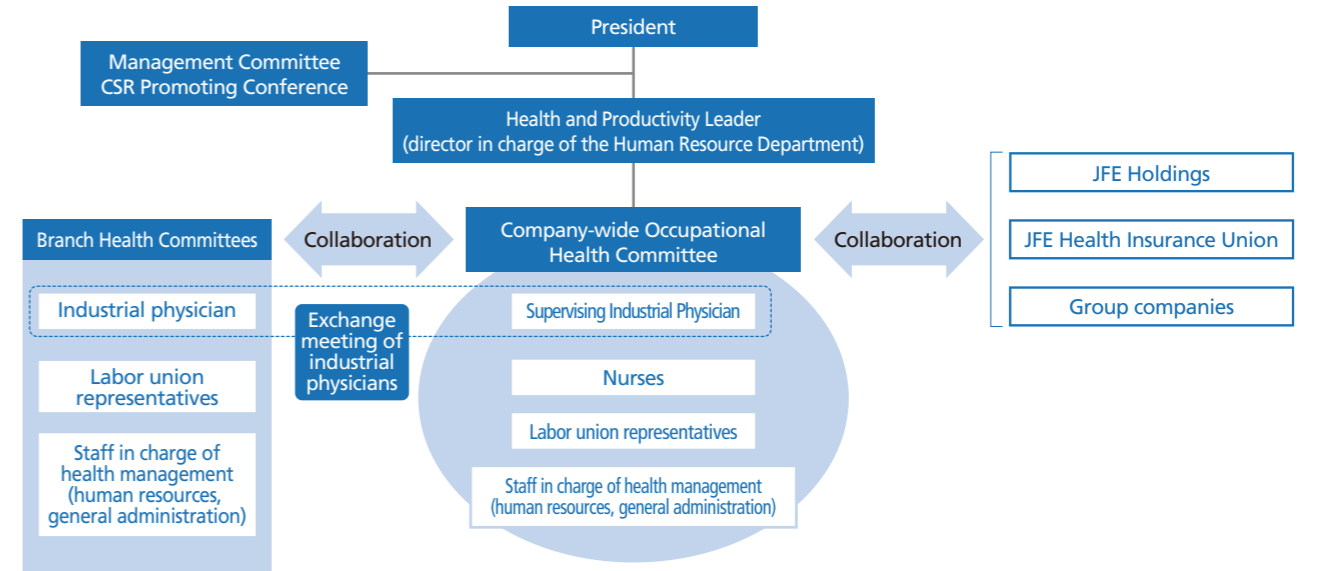 President
Management Committee
CSR Promoting Conference
Health and Productivity Leader
(director in charge of the Human Resource Department)
Branch Health Committees
Collaboration
Company-wide Occupational
Health Committee
Collaboration
JFE Holdings
JFE Health Insurance Union
Group companies
Industrial physician
Labor union
representatives
Staff in charge of
health management
(human resources,
general administration)
Exchange
meeting of
industrial
physicians
Supervising Industrial Physician
Nurses
Labor union representatives
Staff in charge of health management
(human resources, general administration)